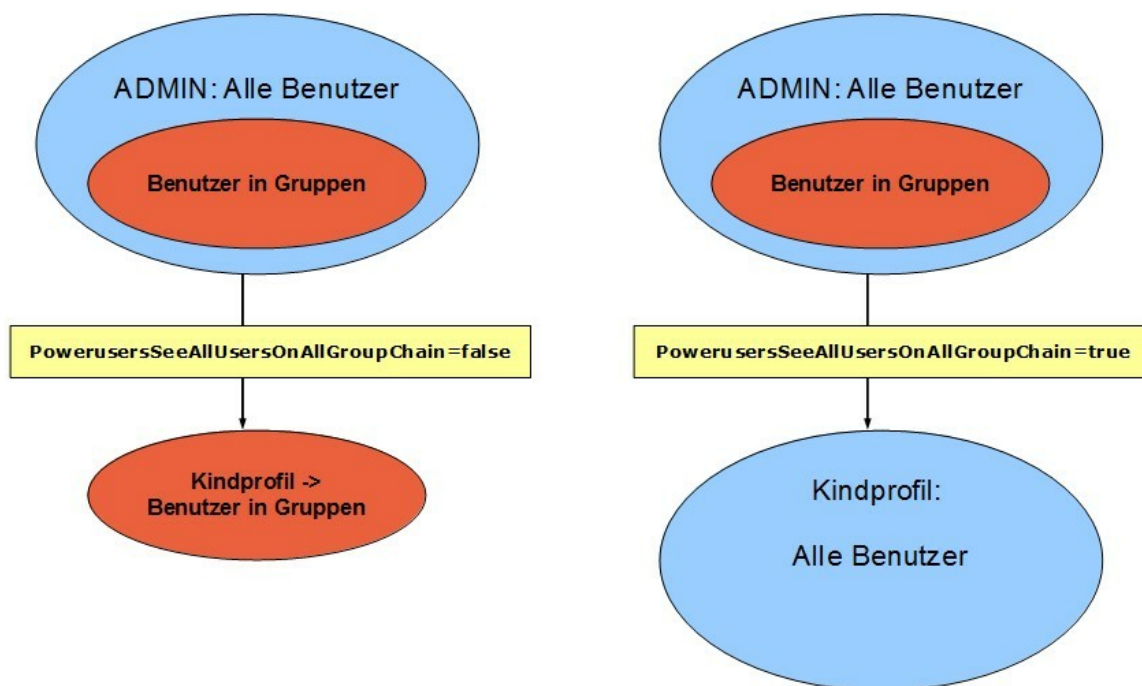 ADMIN: Alle Benutzer
Benutzer in Gruppen
PowerusersSeeAllUsersOnAllGroupChain=false
Kindprofil ->
Benutzer in Gruppen
ADMIN: Alle Benutzer
Benutzer in Gruppen
PowerusersSeeAllUsersOnAllGroupChain=true
Kindprofil:
Alle Benutzer